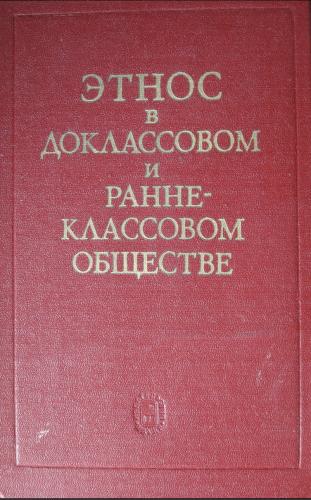 ЭТНОС
В
ДОКЛАССОВОМ
И
РАННЕ-
КЛАССОВОМ
ОБЩЕСТВЕ